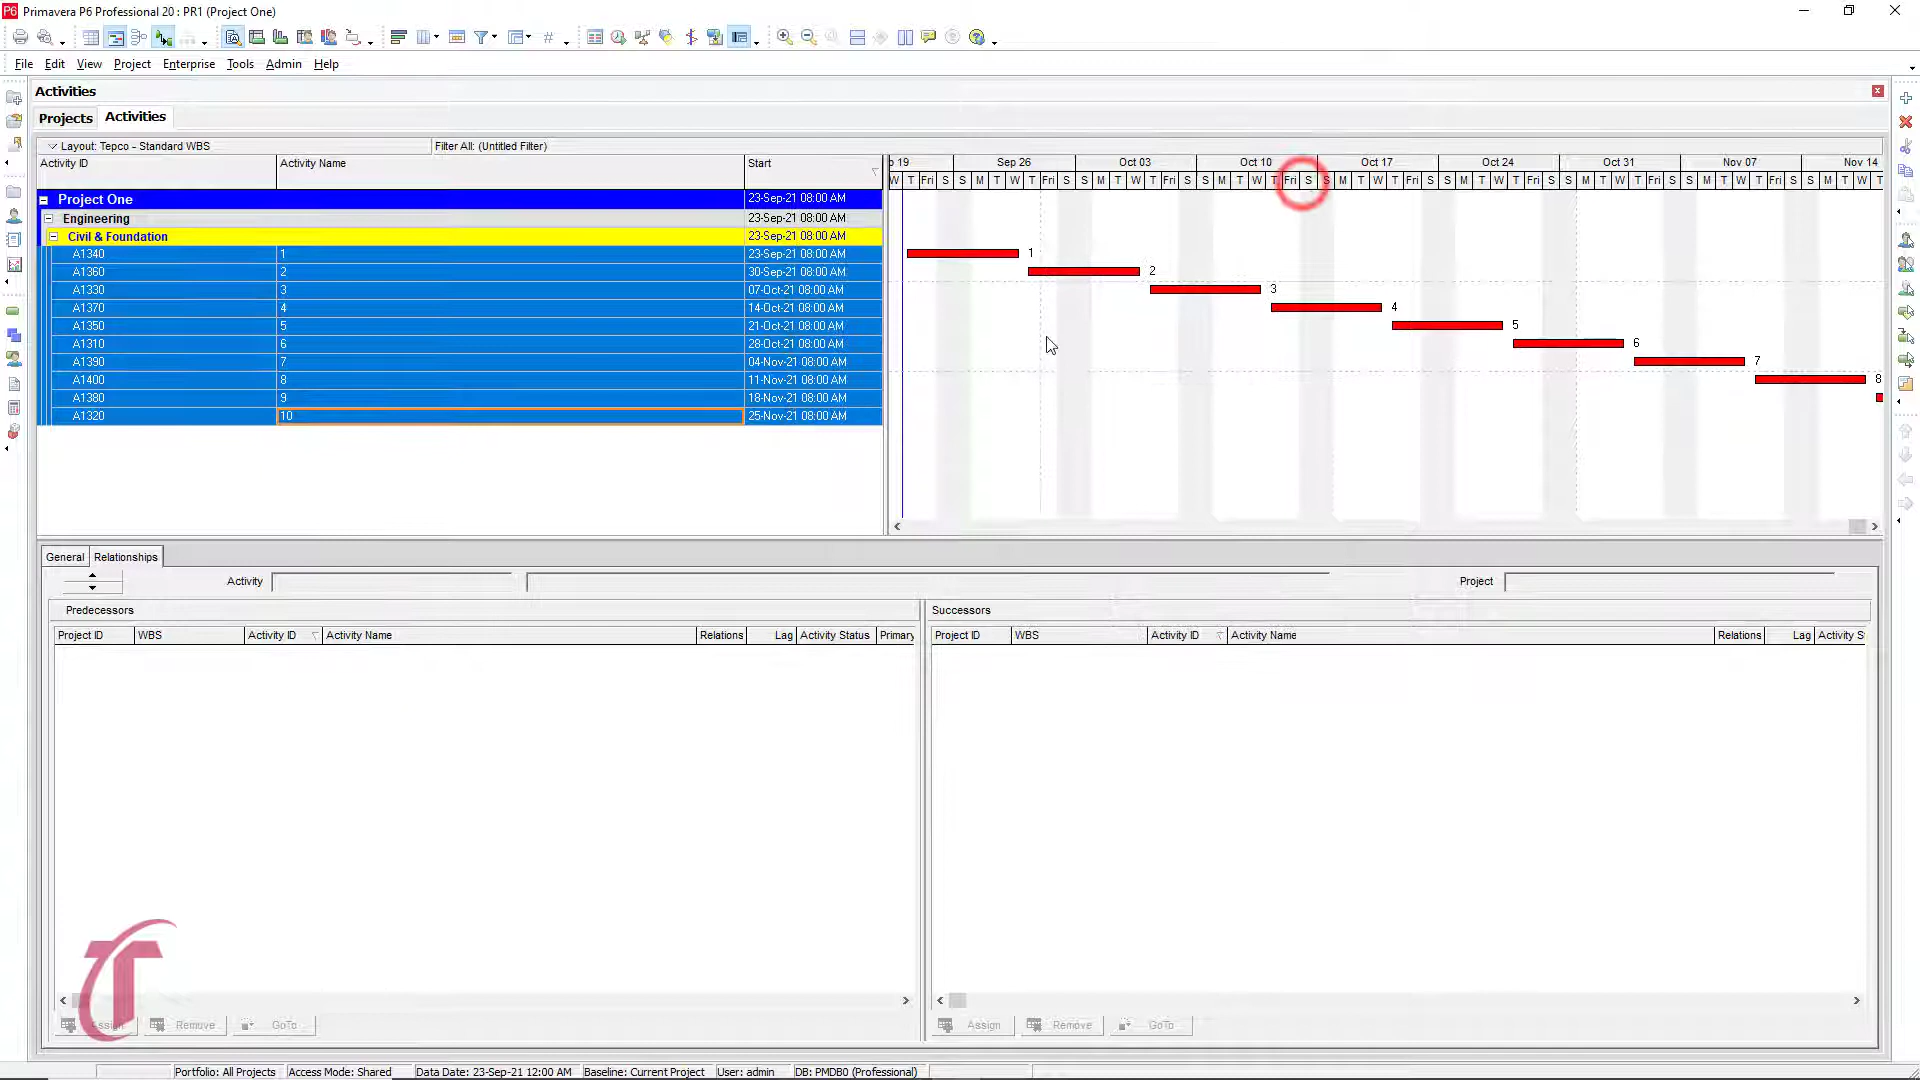 Primavera P6 Professional 20 : PR1 (Project One)
File Edit View Project Enterprise Tools Admin Help
Activities
Projects Activities
Layout: Tepco - Standard WBS Filter All: (Untitled Filter)
Activity ID Activity Name Start
19 Sep 26 Oct 03 Oct 10 Oct 17 Oct 24 Oct 31 Nov 07 Nov 14
W T Fri S S M T W T Fri S S M T W T Fri S S M T W T Fri S S M T W T Fri S S M T W T Fri S S M T W T Fri S S M T W T
Project One 23-Sep-21 08:00 AM
Engineering 23-Sep-21 08:00 AM
Civil & Foundation 23-Sep-21 08:00 AM
A1340 1 23-Sep-21 08:00 AM 1
A1360 2 30-Sep-21 08:00 AM 2
A1330 3 07-Oct-21 08:00 AM 3
A1370 4 14-Oct-21 08:00 AM 4
A1350 5 21-Oct-21 08:00 AM 5
A1310 6 28-Oct-21 08:00 AM 6
A1390 7 04-Nov-21 08:00 AM 7
A1400 8 11-Nov-21 08:00 AM 8
A1380 9 18-Nov-21 08:00 AM
A1320 10 25-Nov-21 08:00 AM
General Relationships
Activity Project
Predecessors Successors
Project ID WBS Activity ID Activity Name Relations Lag Activity Status Primary Project ID WBS Activity ID Activity Name Relations Lag Activity S
Assign Remove GoTo Assign Remove GoTo
Portfolio: All Projects Access Mode: Shared Data Date: 23-Sep-21 12:00 AM Baseline: Current Project User: admin DB: PMDB0 (Professional)